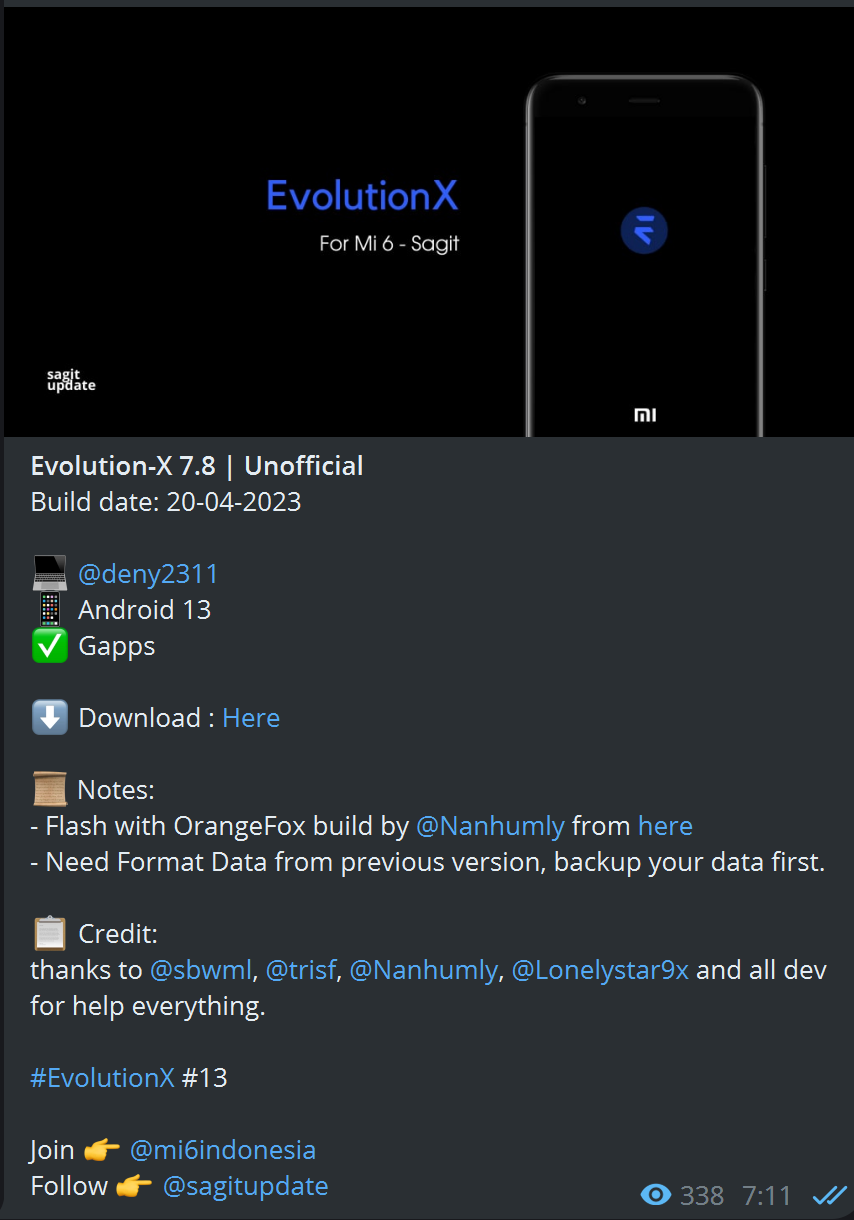 EvolutionX
For Mi 6 - Sagit
sagit
update
MI
Evolution-X 7.8 | Unofficial
Build date: 20-04-2023
💻 @deny2311
📱 Android 13
✅ Gapps
⬇️ Download : Here
📜 Notes:
- Flash with OrangeFox build by @Nanhumly from here
- Need Format Data from previous version, backup your data first.
📋 Credit:
thanks to @sbwml, @trisf, @Nanhumly, @Lonelystar9x and all dev
for help everything.
#EvolutionX #13
Join 👉 @mi6indonesia
Follow 👉 @sagitupdate
338 7:11